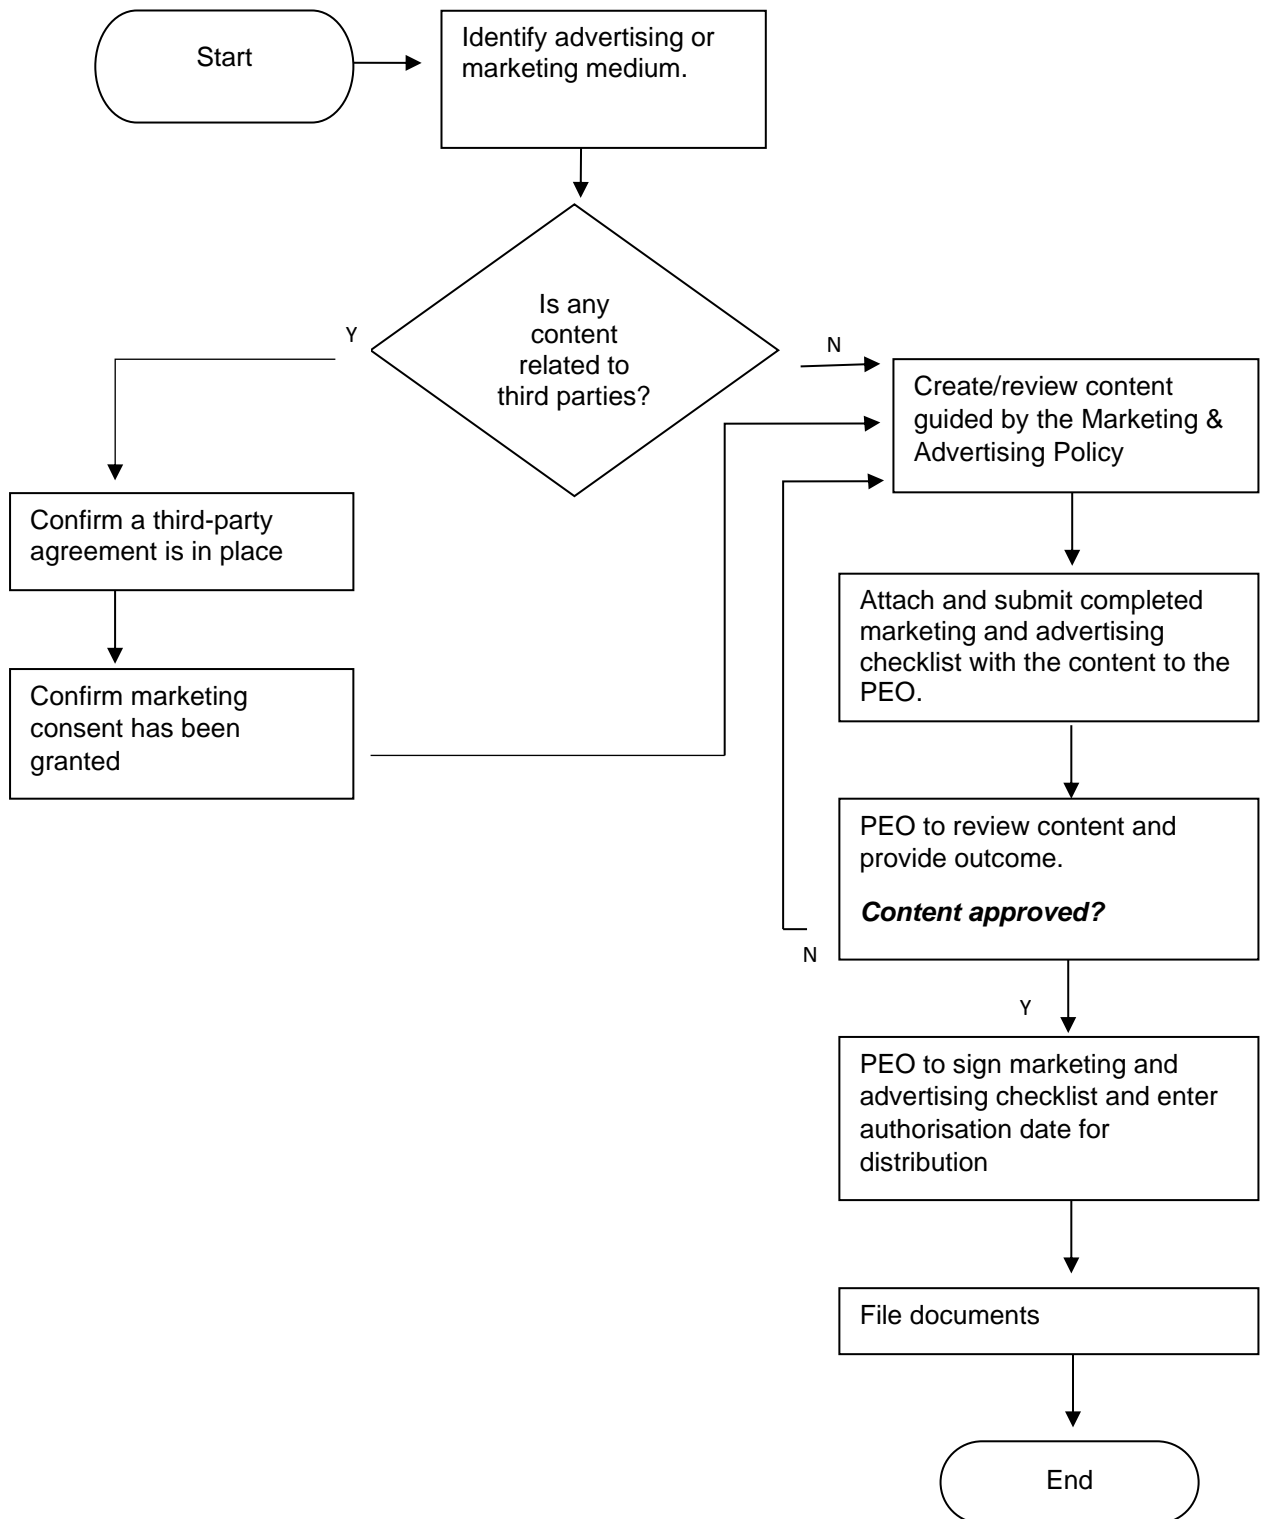 Start
Identify advertising or
marketing medium.
Is any
content
related to
third parties?
Y
N
Create/review content
guided by the Marketing &
Advertising Policy
Confirm a third-party
agreement is in place
Confirm marketing
consent has been
granted
Attach and submit completed
marketing and advertising
checklist with the content to the
PEO.
PEO to review content and
provide outcome.
Content approved?
N
Y
PEO to sign marketing and
advertising checklist and enter
authorisation date for
distribution
File documents
End